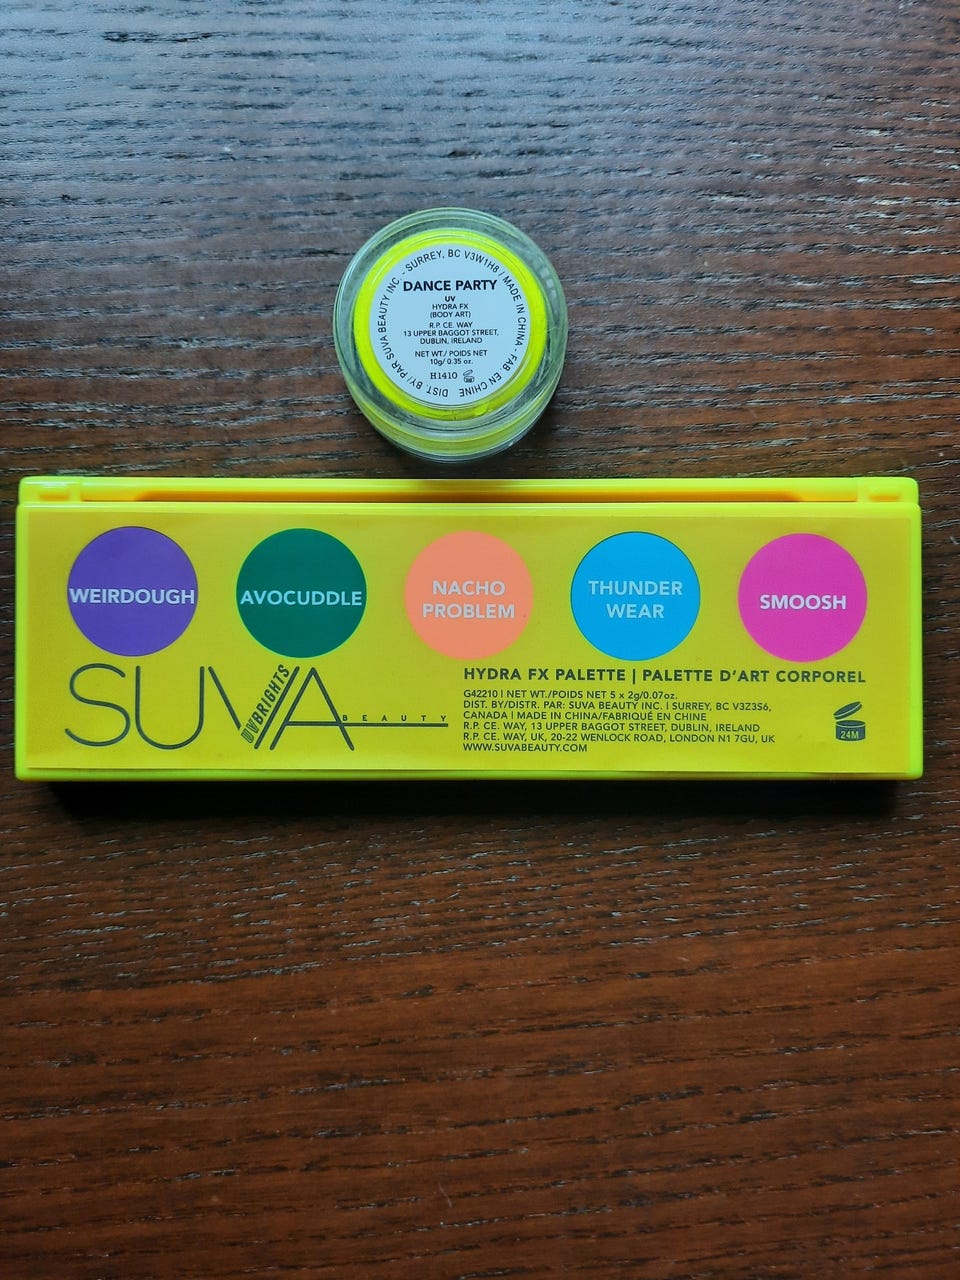 DIST. BY/ PAR SUVA BEAUTY INC. - SURREY, BC V3W1H8 / MADE IN CHINA - FAB. EN CHINE
DANCE PARTY
UV
HYDRA FX
(BODY ART)
R.P. CE. WAY
13 UPPER BAGGOT STREET,
DUBLIN, IRELAND
NET WT./ POIDS NET
10g/ 0.35 oz.
H1410
WEIRDOUGH
AVOCUDDLE
NACHO
PROBLEM
THUNDER
WEAR
SMOOSH
SUVA
UVBRIGHTS
BEAUTY
HYDRA FX PALETTE | PALETTE D'ART CORPOREL
G42210 | NET WT./POIDS NET 5 x 2g/0.07oz.
DIST. BY/DISTR. PAR: SUVA BEAUTY INC. | SURREY, BC V3Z3S6,
CANADA | MADE IN CHINA/FABRIQUÉ EN CHINE
R.P. CE WAY, 13 UPPER BAGGOT STREET, DUBLIN, IRELAND
R.P. CE WAY, UK, 20-22 WENLOCK ROAD, LONDON N1 7GU, UK
WWW.SUVABEAUTY.COM
24M